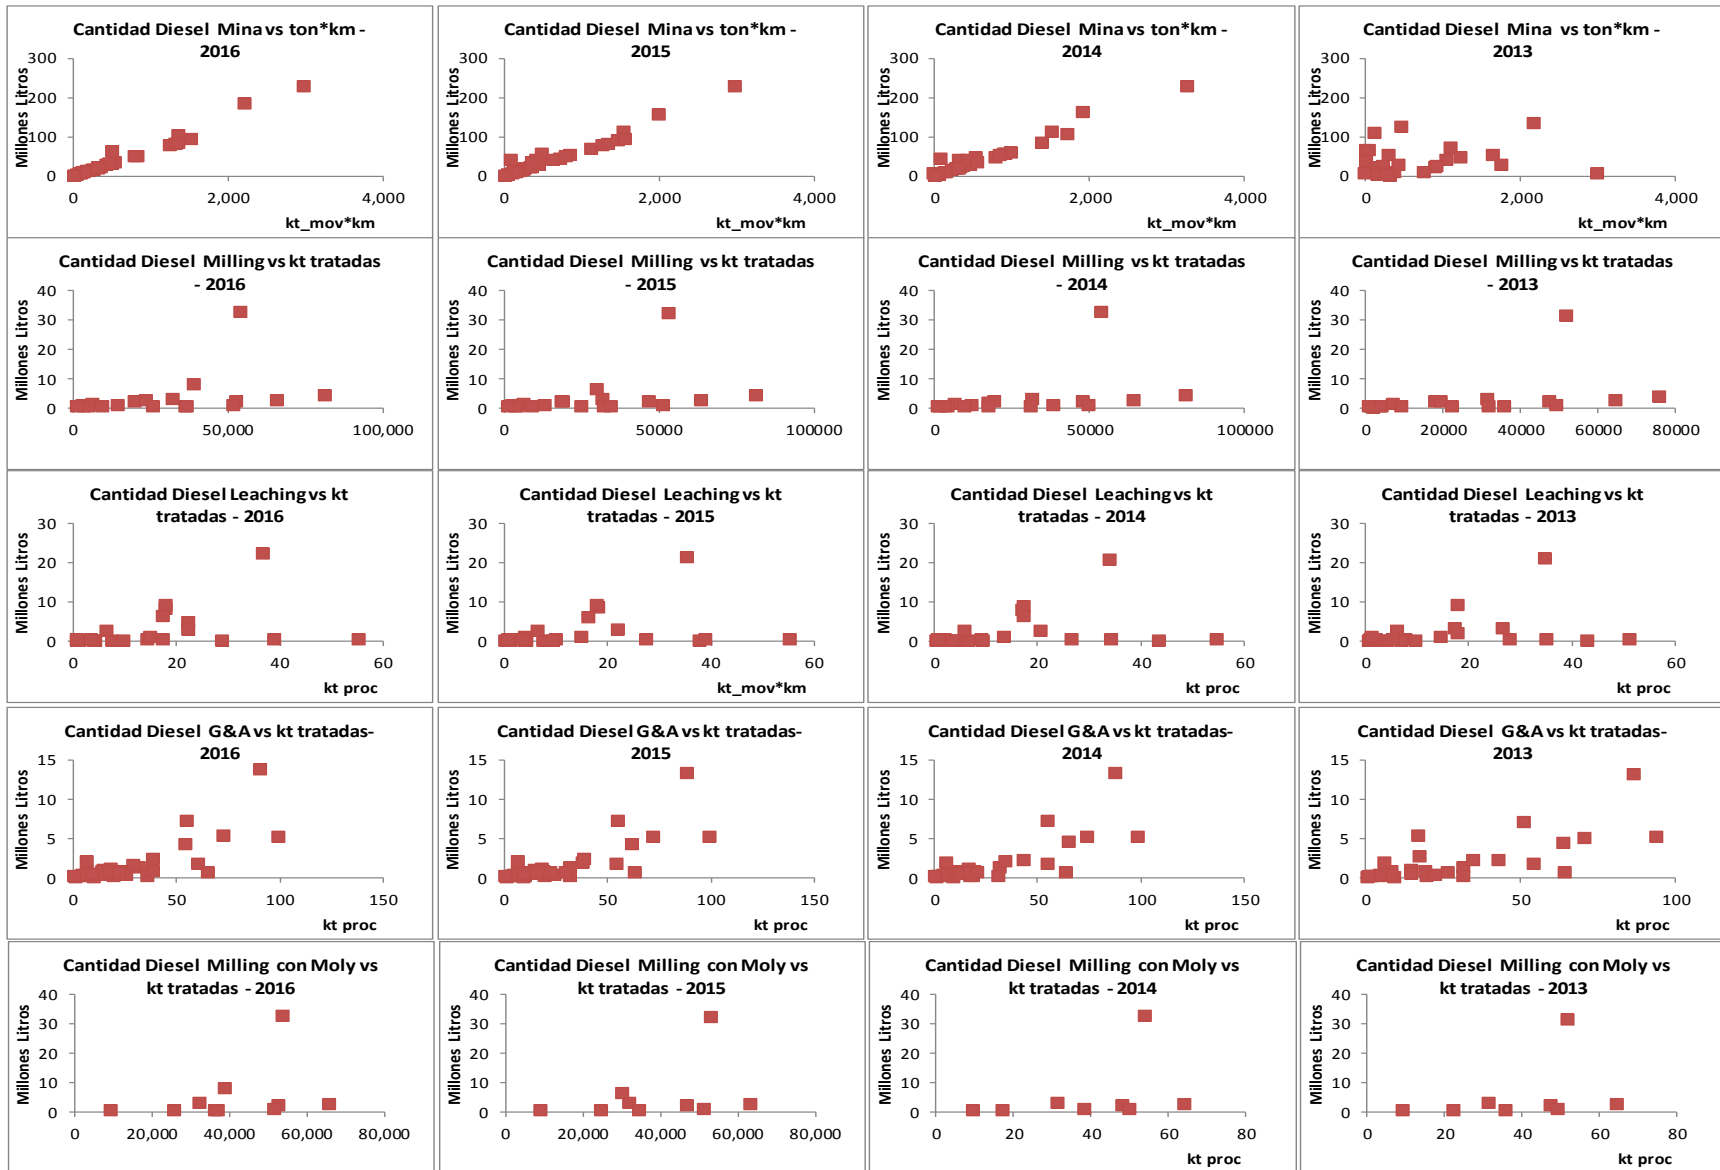 Cantidad Diesel Mina vs ton*km -
2016
Millones Litros
300
200
100
0
0
2,000
4,000
kt_mov*km
Cantidad Diesel Mina vs ton*km -
2015
Millones Litros
300
200
100
0
0
2,000
4,000
kt_mov*km
Cantidad Diesel Mina vs ton*km -
2014
Millones Litros
300
200
100
0
0
2,000
4,000
kt_mov*km
Cantidad Diesel Mina vs ton*km -
2013
Millones Litros
300
200
100
0
0
2,000
4,000
kt_mov*km
Cantidad Diesel Milling vs kt tratadas
- 2016
Millones Litros
40
30
20
10
0
0
50,000
100,000
Cantidad Diesel Milling vs kt tratadas
- 2015
Millones Litros
40
30
20
10
0
0
50000
100000
Cantidad Diesel Milling vs kt tratadas
- 2014
Millones Litros
40
30
20
10
0
0
50000
100000
Cantidad Diesel Milling vs kt tratadas
- 2013
Millones Litros
40
30
20
10
0
0
20000
40000
60000
80000
Cantidad Diesel Leaching vs kt
tratadas - 2016
Millones Litros
30
20
10
0
0
20
40
60
kt proc
Cantidad Diesel Leaching vs kt
tratadas - 2015
Millones Litros
30
20
10
0
0
20
40
60
kt_mov*km
Cantidad Diesel Leaching vs kt
tratadas - 2014
Millones Litros
30
20
10
0
0
20
40
60
kt proc
Cantidad Diesel Leaching vs kt
tratadas - 2013
Millones Litros
30
20
10
0
0
20
40
60
kt proc
Cantidad Diesel G&A vs kt tratadas-
2016
Millones Litros
15
10
5
0
0
50
100
150
kt proc
Cantidad Diesel G&A vs kt tratadas-
2015
Millones Litros
15
10
5
0
0
50
100
150
kt proc
Cantidad Diesel G&A vs kt tratadas-
2014
Millones Litros
15
10
5
0
0
50
100
150
kt proc
Cantidad Diesel G&A vs kt tratadas-
2013
Millones Litros
15
10
5
0
0
50
100
kt proc
Cantidad Diesel Milling con Moly vs
kt tratadas - 2016
Millones Litros
40
30
20
10
0
0
20,000
40,000
60,000
80,000
Cantidad Diesel Milling con Moly vs
kt tratadas - 2015
Millones Litros
40
30
20
10
0
0
20,000
40,000
60,000
80,000
Cantidad Diesel Milling con Moly vs
kt tratadas - 2014
Millones Litros
40
30
20
10
0
0
20
40
60
80
kt proc
Cantidad Diesel Milling con Moly vs
kt tratadas - 2013
Millones Litros
40
30
20
10
0
0
20
40
60
80
kt proc